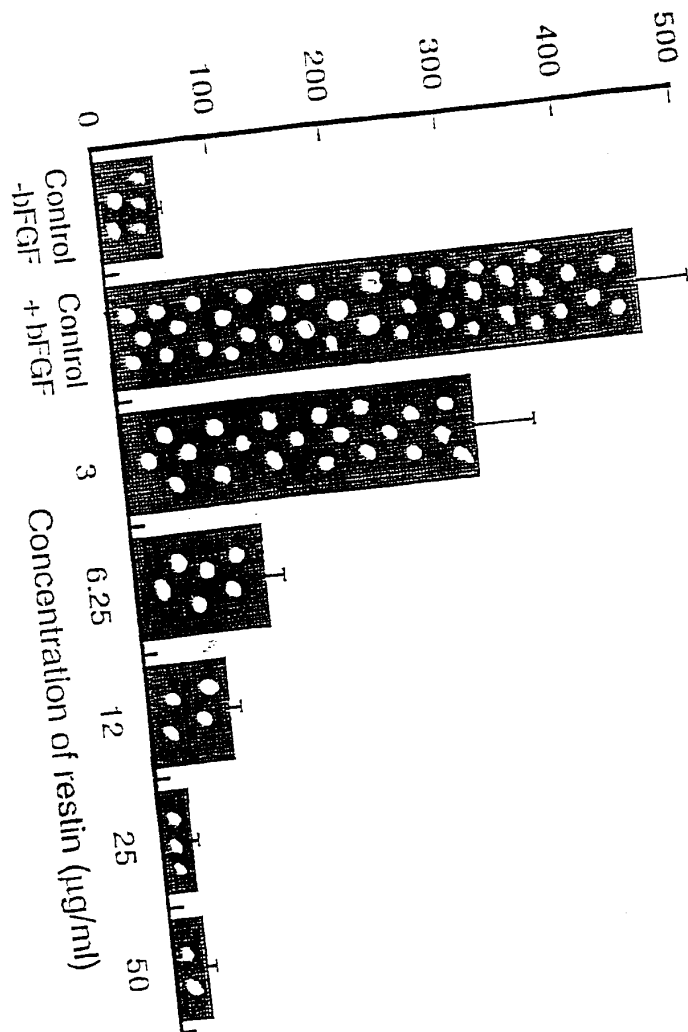 500
400
300
200
100
0
Control
-bFGF
Control
+ bFGF
3
6.25
12
25
50
Concentration of restin (µg/ml)